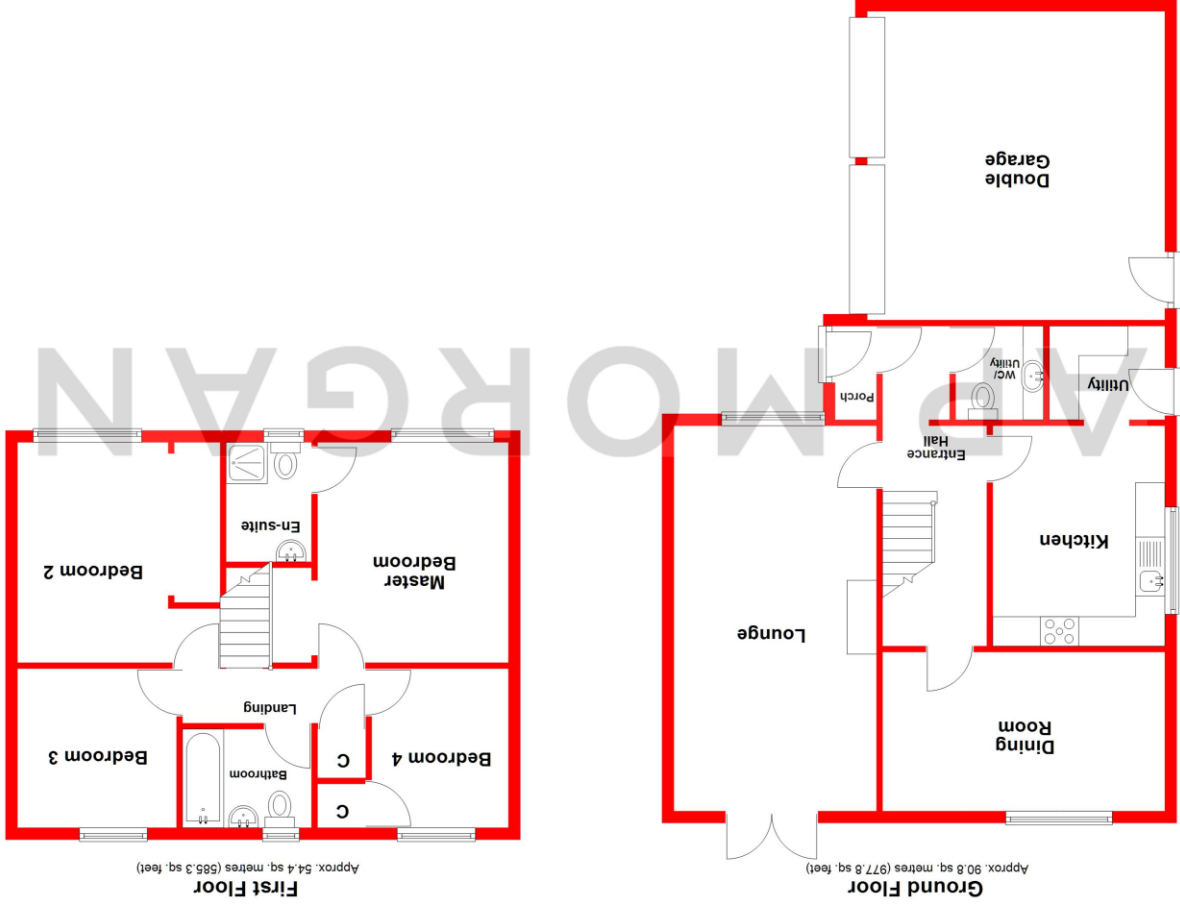 Ground Floor
Approx. 90.8 sq. metres (977.8 sq. feet)
Dining
Room
Lounge
Kitchen
Entrance
Hall
Utility
WC/
Utility
Porch
Double
Garage
First Floor
Approx. 54.4 sq. metres (585.3 sq. feet)
Bedroom 4
C
C
Bathroom
Bedroom 3
Landing
Master
Bedroom
En-suite
Bedroom 2
AP MORGAN